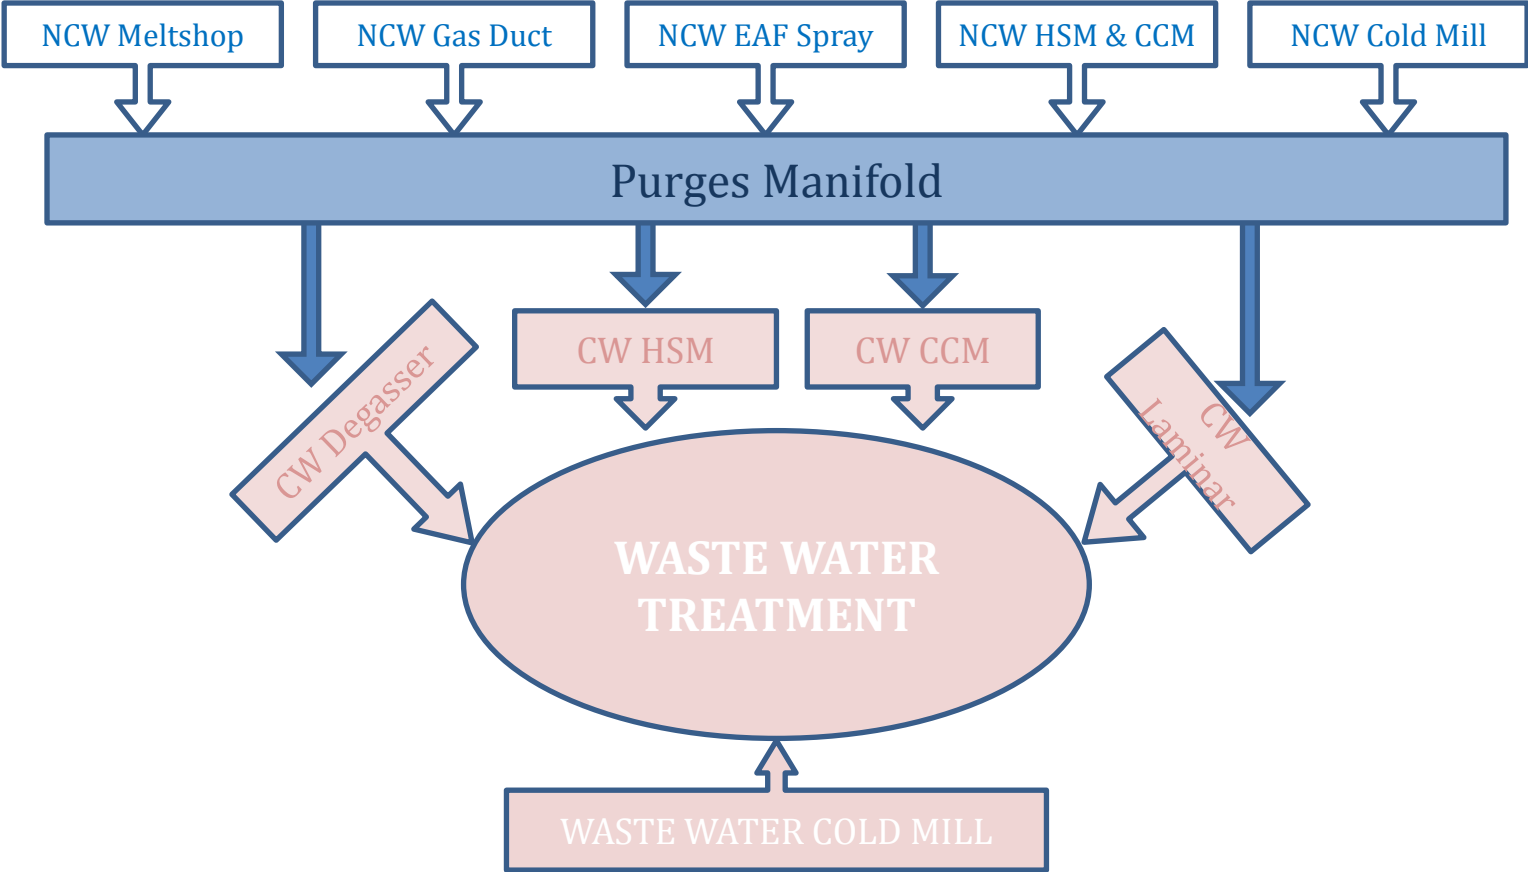 NCW Meltshop
NCW Gas Duct
NCW EAF Spray
NCW HSM & CCM
NCW Cold Mill
Purges Manifold
CW Degasser
CW HSM
CW CCM
CW
Laminar
WASTE WATER
TREATMENT
WASTE WATER COLD MILL